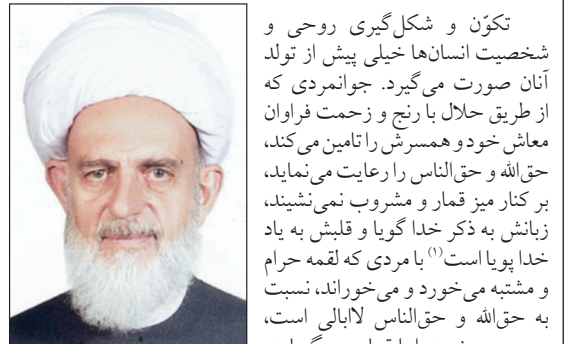 تکوّن و شکل‌گیری روحی و
شخصیت انسان‌ها خیلی پیش از تولد
آنان صورت می‌گیرد. جوانمردی که
از طریق حلال با رنج و زحمت فراوان
معاش خود و همسرش را تامین می‌کند،
حق‌الله و حق‌الناس را رعایت می‌نماید،
بر کنار میز قمار و مشروب نمی‌نشیند،
زبانش به ذکر خدا گویا و قلبش به یاد
خدا پویا است(۱) با مردی که لقمه حرام
و مشتبه می‌خورد و می‌خوراند، نسبت
به حق‌الله و حق‌الناس لاابالی است،